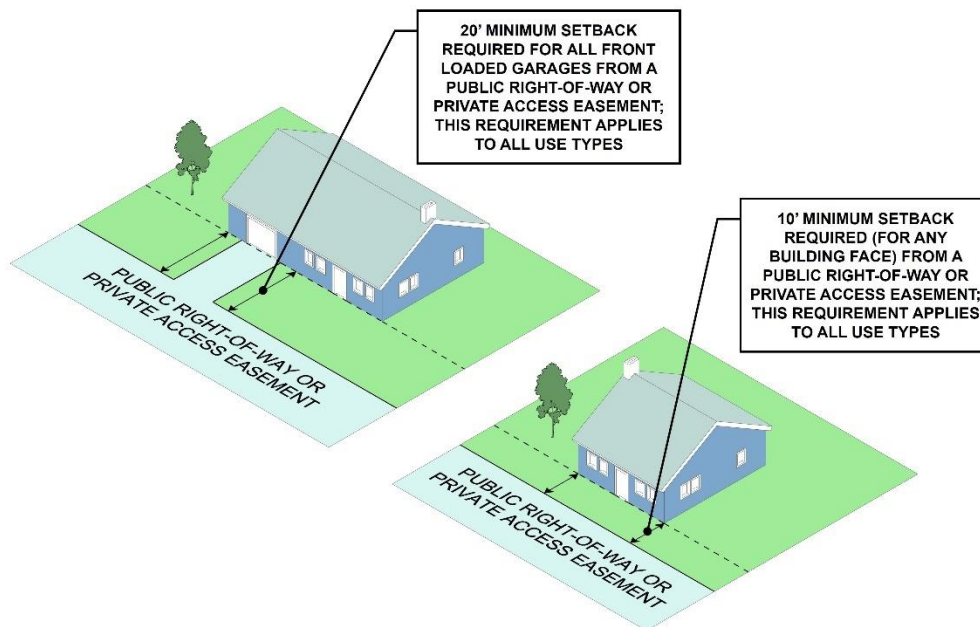 20’ MINIMUM SETBACK
REQUIRED FOR ALL FRONT
LOADED GARAGES FROM A
PUBLIC RIGHT-OF-WAY OR
PRIVATE ACCESS EASEMENT;
THIS REQUIREMENT APPLIES
TO ALL USE TYPES
10’ MINIMUM SETBACK
REQUIRED (FOR ANY
BUILDING FACE) FROM A
PUBLIC RIGHT-OF-WAY OR
PRIVATE ACCESS EASEMENT;
THIS REQUIREMENT APPLIES
TO ALL USE TYPES
PUBLIC RIGHT-OF-WAY OR
PRIVATE ACCESS EASEMENT
PUBLIC RIGHT-OF-WAY OR
PRIVATE ACCESS EASEMENT